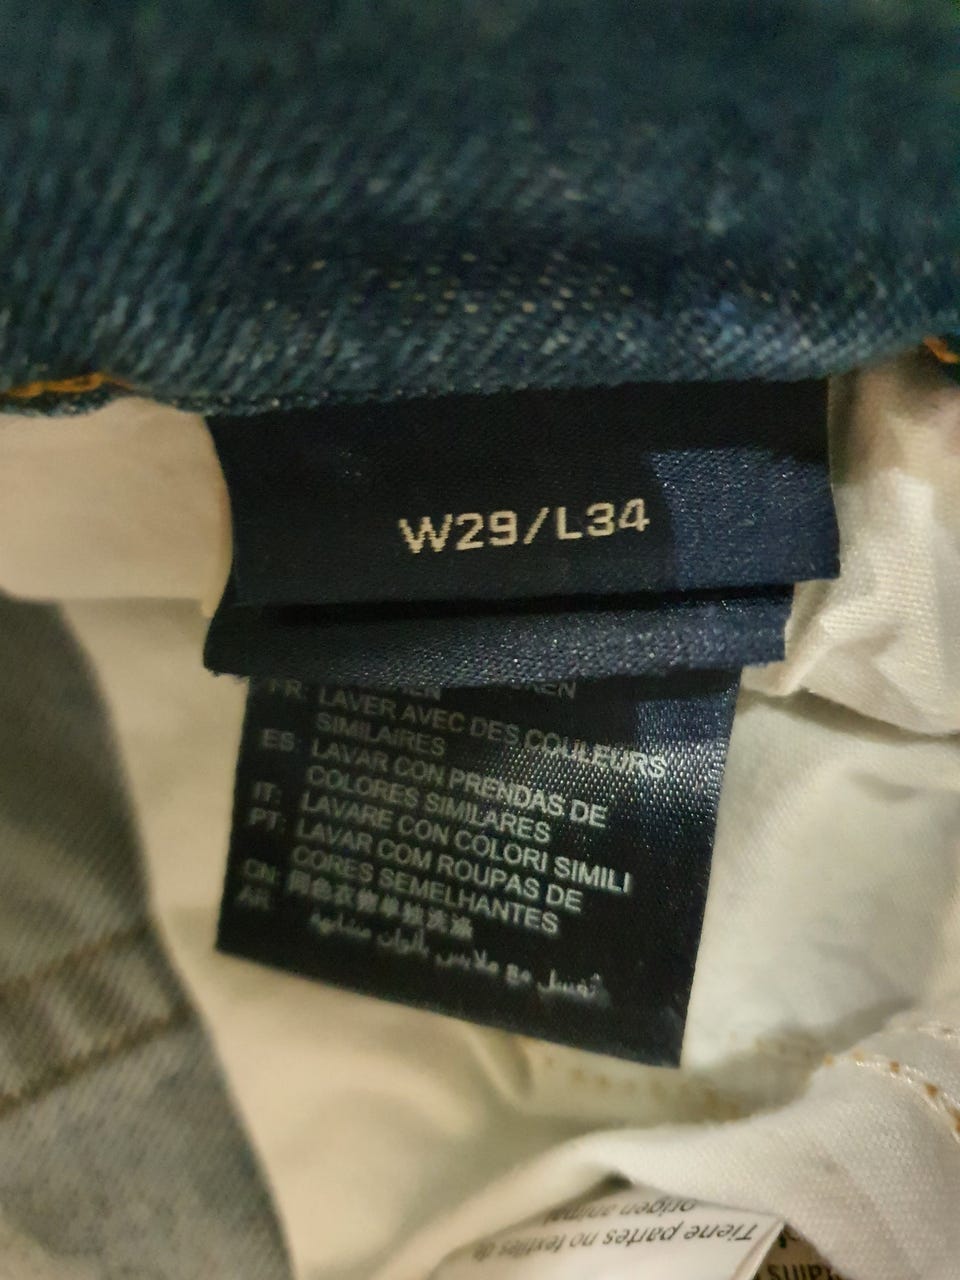 W29/L34
FR: LAVER AVEC DES COULEURS
SIMILAIRES
ES: LAVAR CON PRENDAS DE
COLORES SIMILARES
IT: LAVARE CON COLORI SIMILI
PT: LAVAR COM ROUPAS DE
CORES SEMELHANTES
CN: 同色衣物单独洗涤
AR: تغسل مع ملابس بألوان مشابهة
Tiene partes no textiles de
origen animal